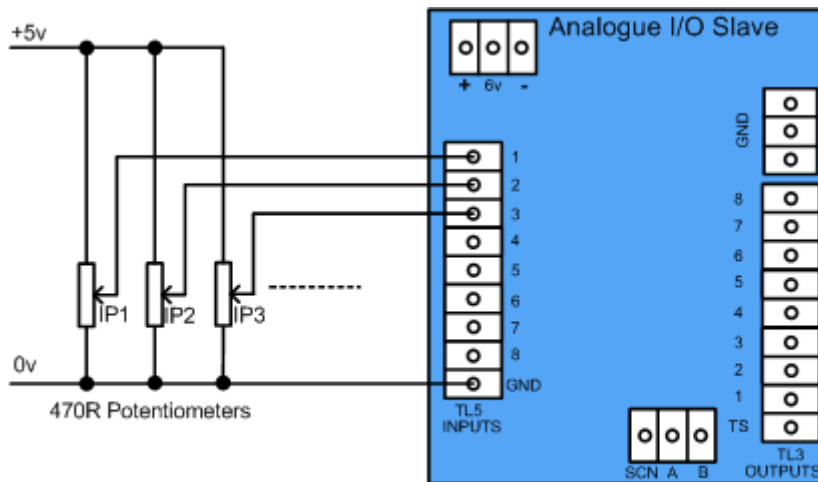 +5v
IP1
IP2
IP3
0v
470R Potentiometers
Analogue I/O Slave
+ 6v -
1
2
3
4
5
6
7
8
GND
TL5
INPUTS
GND
8
7
6
5
4
3
2
1
TS
TL3
OUTPUTS
SCN A B